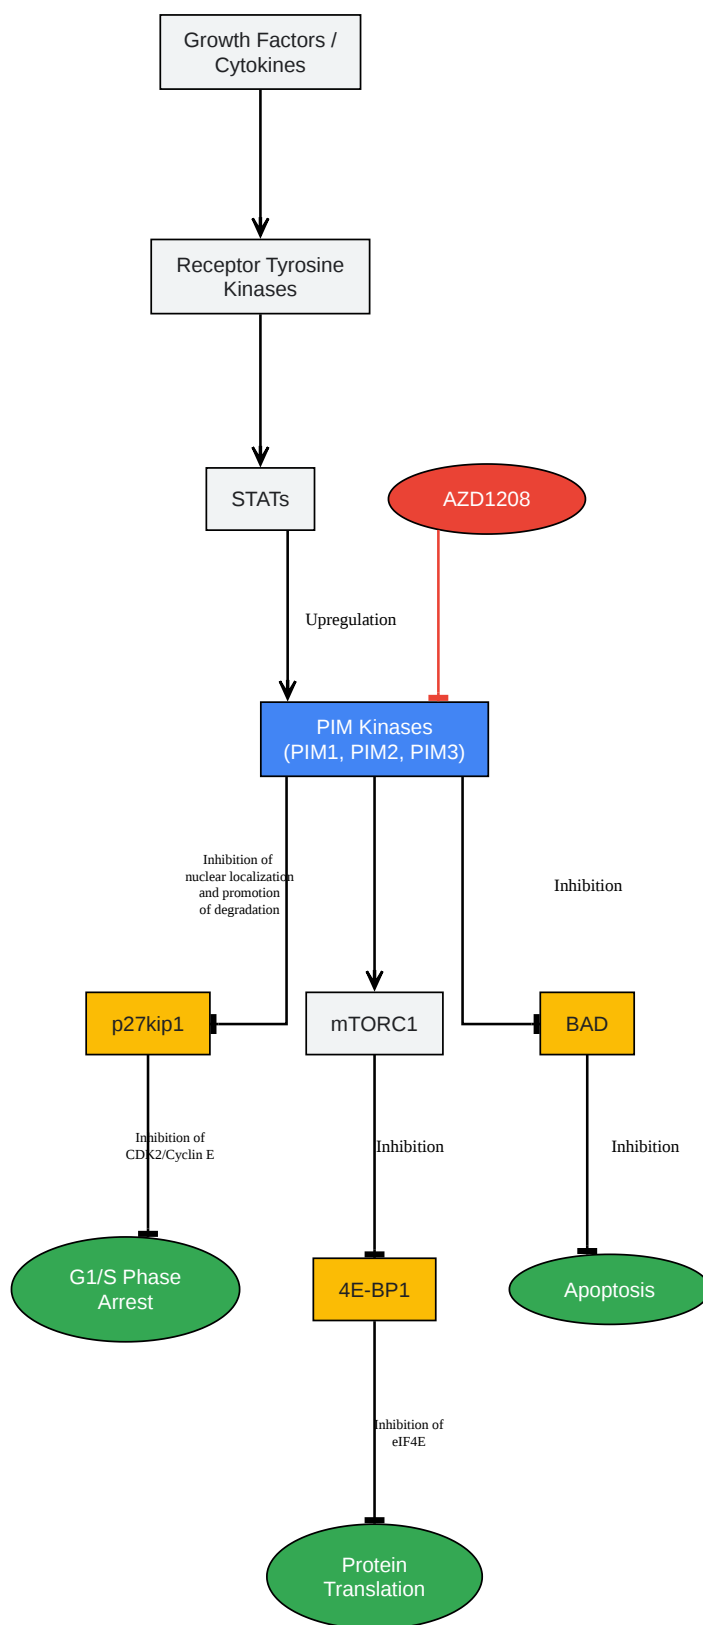 Growth Factors /
Cytokines
Receptor Tyrosine
Kinases
STATs
AZD1208
Upregulation
PIM Kinases
(PIM1, PIM2, PIM3)
Inhibition of
nuclear localization
and promotion
of degradation
Inhibition
p27kip1
mTORC1
BAD
Inhibition of
CDK2/Cyclin E
Inhibition
Inhibition
G1/S Phase
Arrest
4E-BP1
Apoptosis
Inhibition of
eIF4E
Protein
Translation